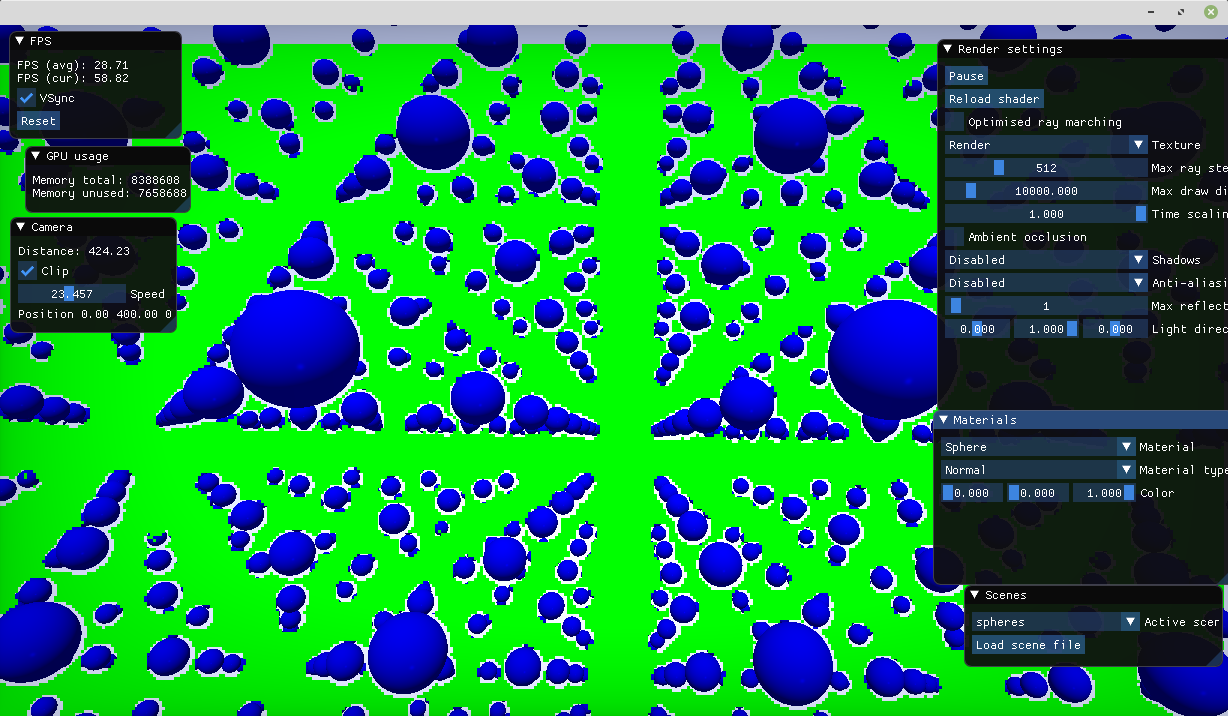 FPS
FPS (avg): 28.71
FPS (cur): 58.82
VSync
Reset
GPU usage
Memory total: 8388608
Memory unused: 7658688
Camera
Distance: 424.23
Clip
23.457 Speed
Position 0.00 400.00 0
Render settings
Pause
Reload shader
Optimised ray marching
Render Texture
512 Max ray ste
10000.000 Max draw di
1.000 Time scalin
Ambient occlusion
Disabled Shadows
Disabled Anti-aliasi
1 Max reflect
0.000 1.000 0.000 Light direc
Materials
Sphere Material
Normal Material type
0.000 0.000 1.000 Color
Scenes
spheres Active scer
Load scene file